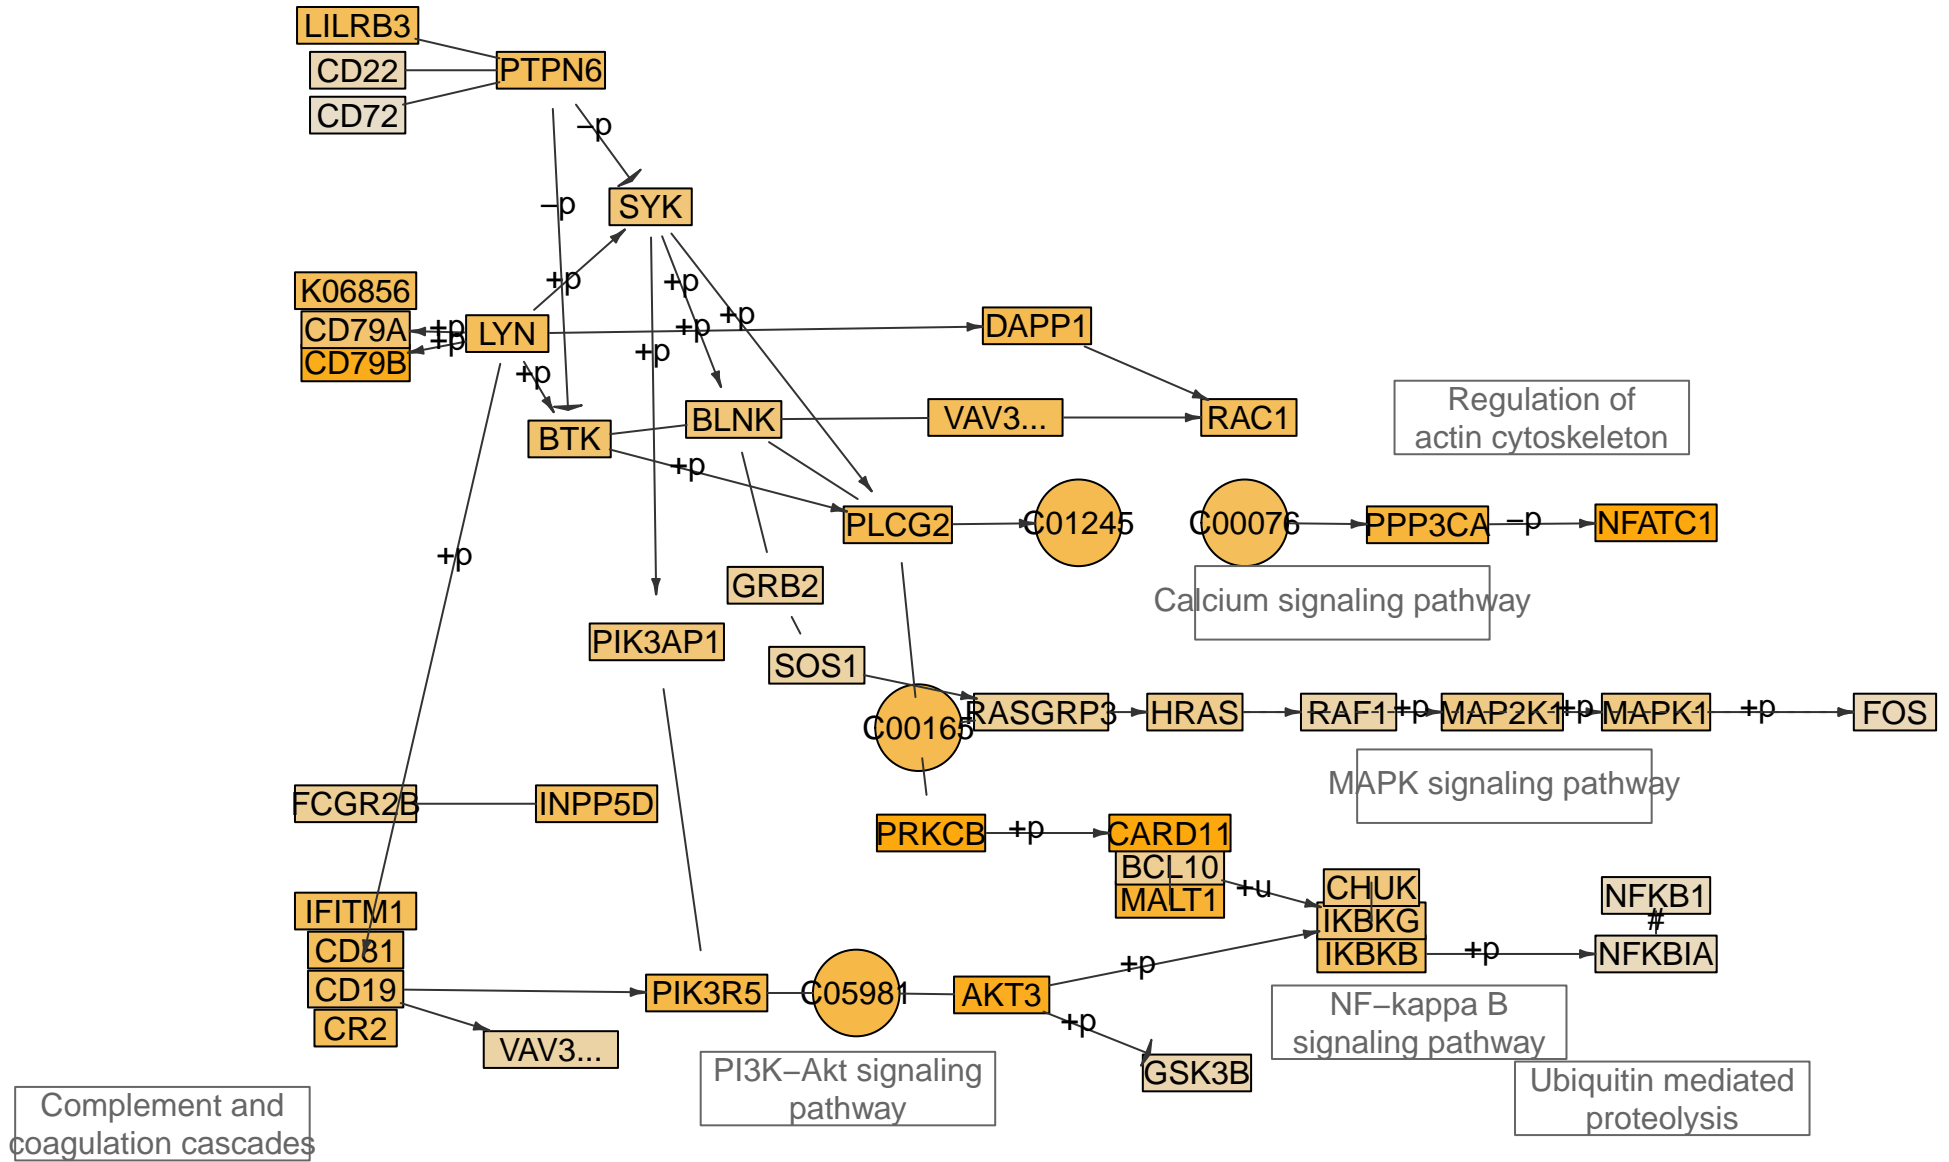 LILRB3
CD22
PTPN6
CD72
–p
SYK
–p
+p
+p
K06856
CD79A
+p
LYN
+p
+p
DAPP1
CD79B
+p
+p
+p
BTK
BLNK
VAV3...
RAC1
Regulation of
actin cytoskeleton
+p
PLCG2
C01245
C00076
PPP3CA
–p
NFATC1
+p
GRB2
Calcium signaling pathway
PIK3AP1
SOS1
C00165
RASGRP3
HRAS
RAF1
+p
MAP2K1
+p
MAPK1
+p
FOS
MAPK signaling pathway
FCGR2B
INPP5D
PRKCB
+p
CARD11
BCL10
MALT1
+u
CHUK
IKBKG
IKBKB
NFKB1
#
+p
NFKBIA
IFITM1
CD81
CD19
CR2
VAV3...
PIK3R5
C05981
AKT3
+p
+p
GSK3B
NF–kappa B
signaling pathway
PI3K–Akt signaling
pathway
Ubiquitin mediated
proteolysis
Complement and
coagulation cascades